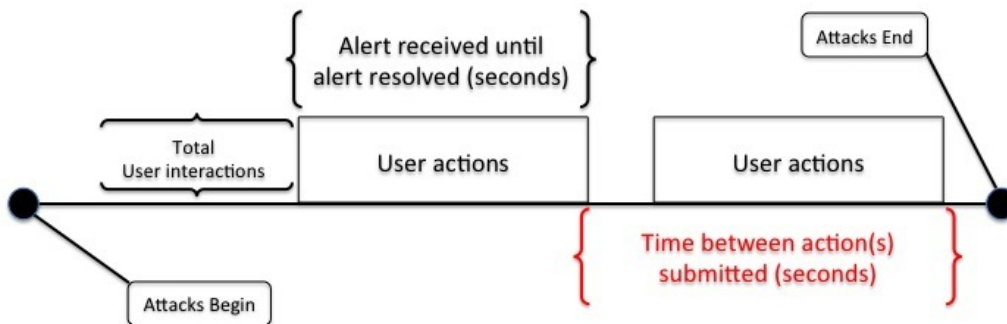 Alert received until
alert resolved (seconds)
Attacks End
Total
User interactions
User actions
User actions
Time between action(s)
submitted (seconds)
Attacks Begin